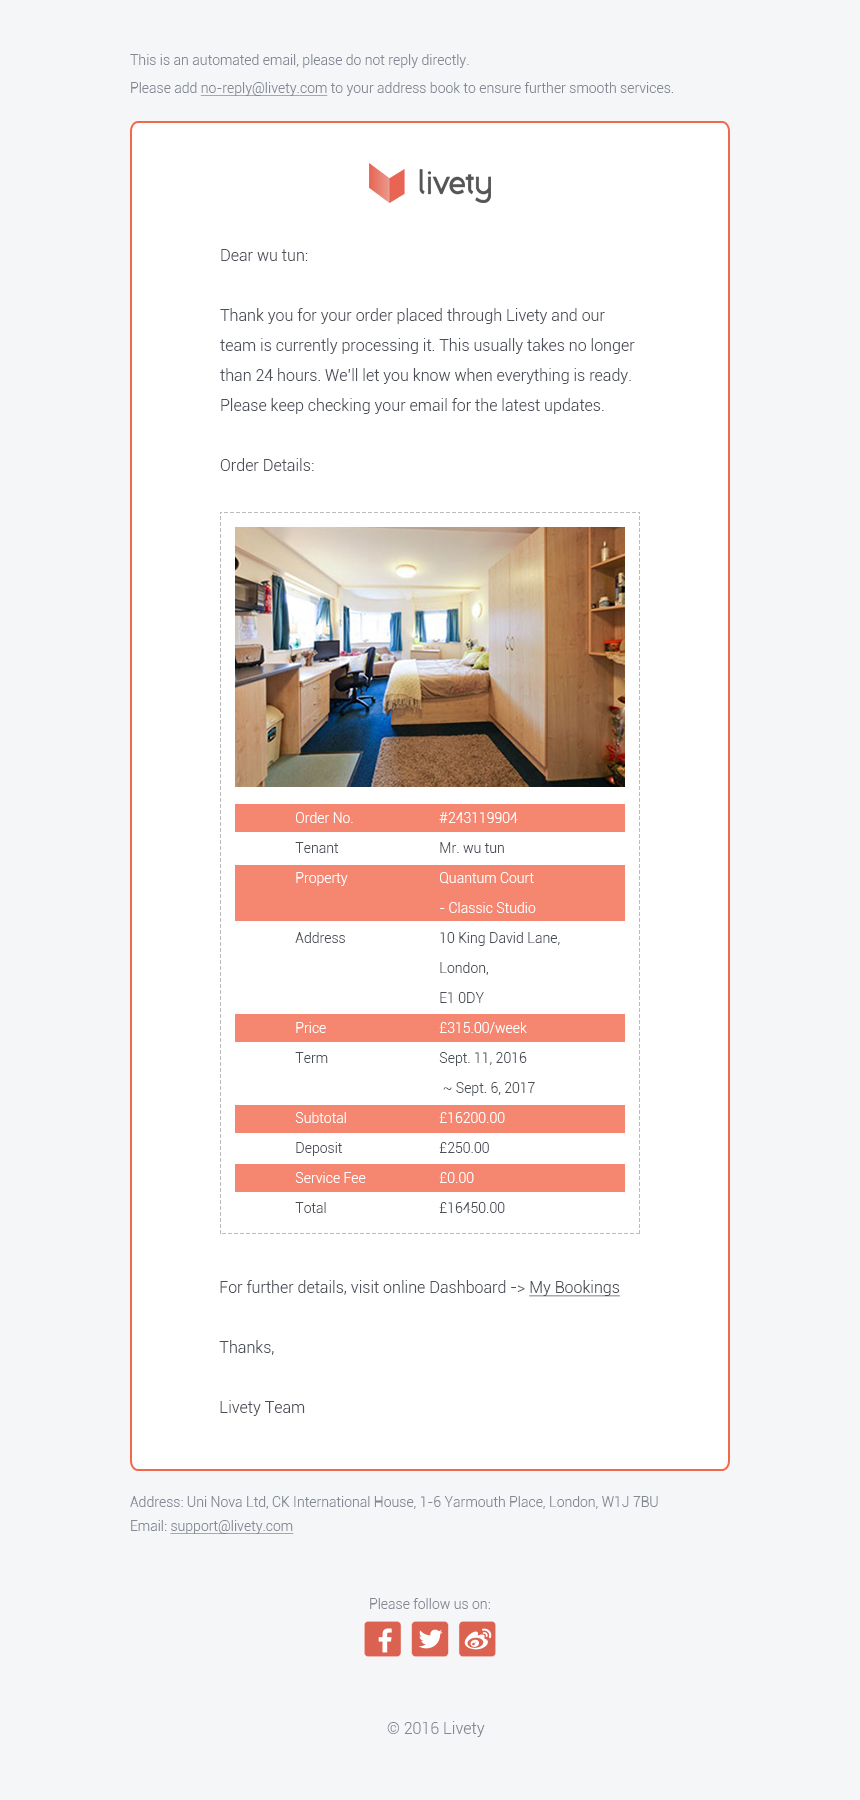 This is an automated email, please do not reply directly.
Please add no-reply@livety.com to your address book to ensure further smooth services.
livety
Dear wu tun:
Thank you for your order placed through Livety and our
team is currently processing it. This usually takes no longer
than 24 hours. We'll let you know when everything is ready.
Please keep checking your email for the latest updates.
Order Details:
Order No. #243119904
Tenant Mr. wu tun
Property Quantum Court
- Classic Studio
Address 10 King David Lane,
London,
E1 0DY
Price £315.00/week
Term Sept. 11, 2016
~ Sept. 6, 2017
Subtotal £16200.00
Deposit £250.00
Service Fee £0.00
Total £16450.00
For further details, visit online Dashboard -> My Bookings
Thanks,
Livety Team
Address: Uni Nova Ltd, CK International House, 1-6 Yarmouth Place, London, W1J 7BU
Email: support@livety.com
Please follow us on:
© 2016 Livety